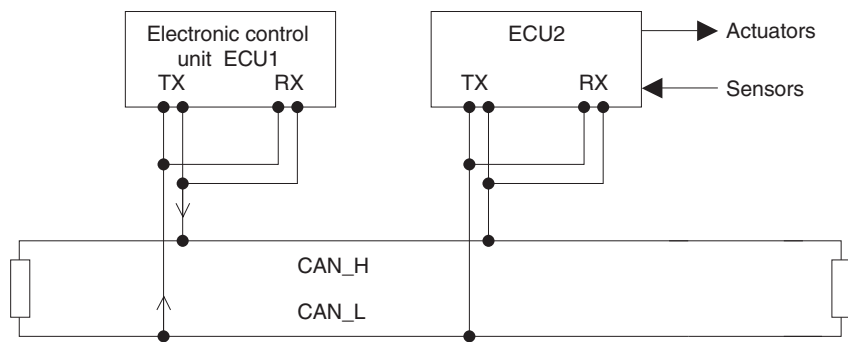 Electronic control
unit ECU1
TX RX
ECU2
TX RX
Actuators
Sensors
CAN_H
CAN_L